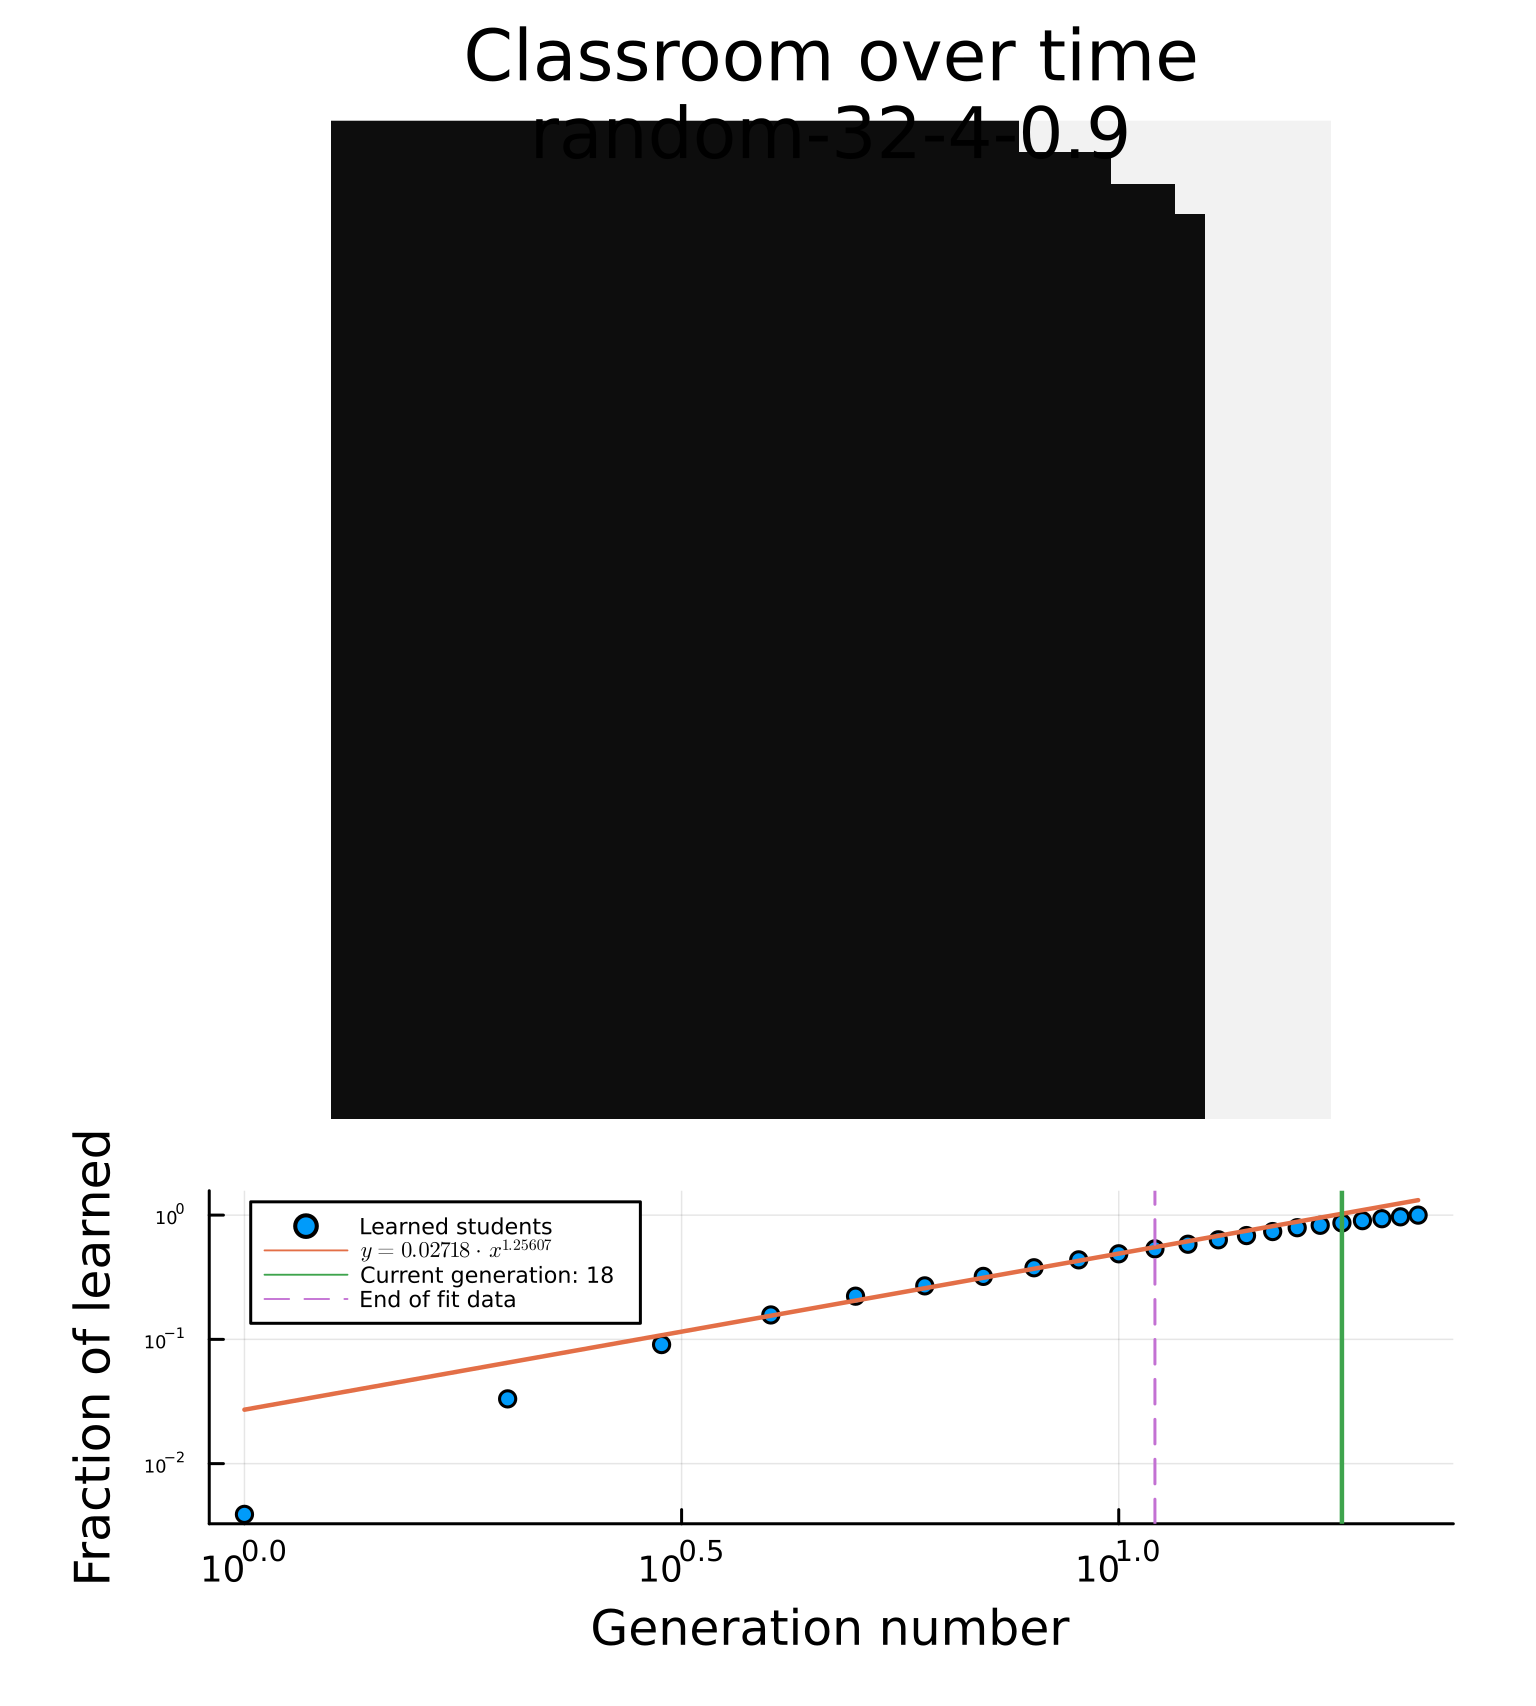 Classroom over time
random-32-4-0.9
Fraction of learned
10⁰
10⁻¹
10⁻²
Learned students
y = 0.02718 · x^1.25607
Current generation: 18
End of fit data
10^0.0
10^0.5
10^1.0
Generation number